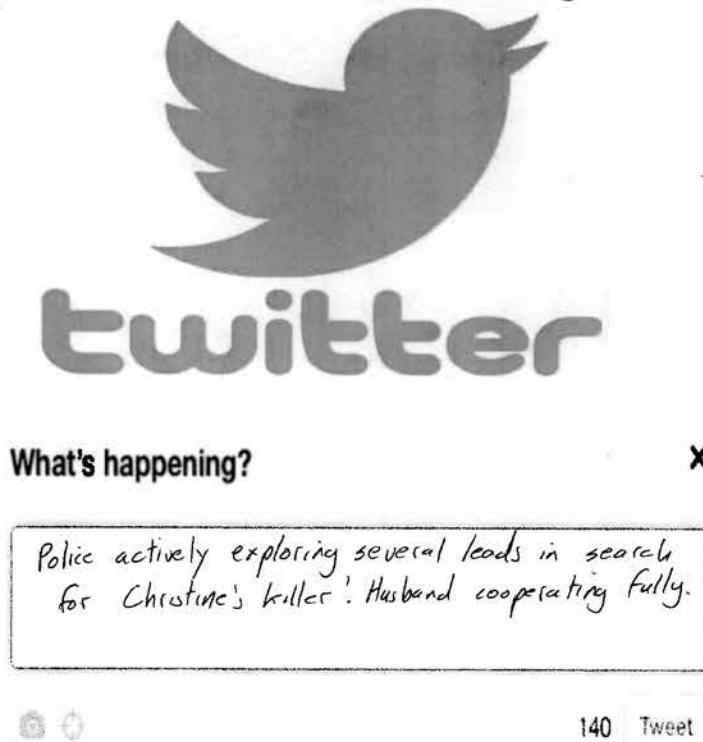 twitter
What's happening?
X
Police actively exploring several leads in search
for Christine's killer! Husband cooperating fully.
140 Tweet